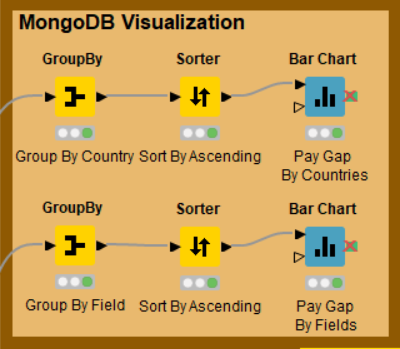 MongoDB Visualization
GroupBy Sorter Bar Chart
Group By Country Sort By Ascending Pay Gap
By Countries
GroupBy Sorter Bar Chart
Group By Field Sort By Ascending Pay Gap
By Fields